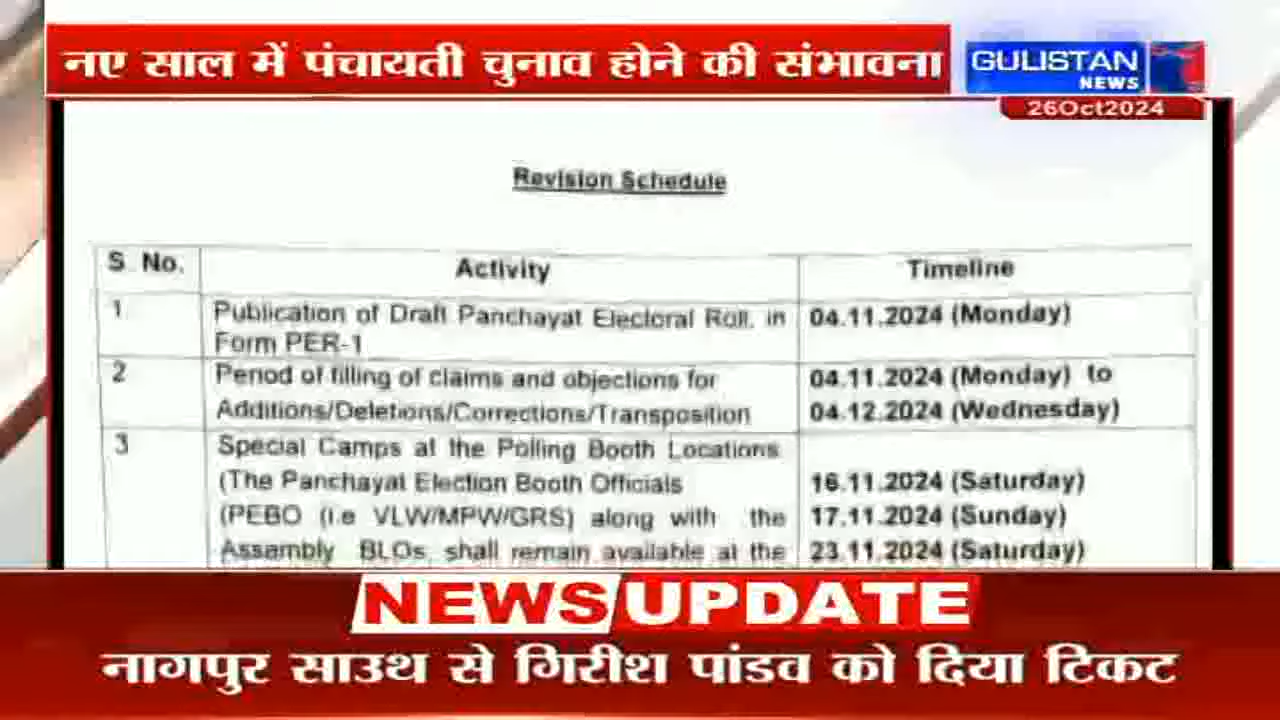 नए साल में पंचायती चुनाव होने की संभावना
GULISTAN
NEWS
26Oct2024
Revision Schedule
S. No.
Activity
Timeline
1
Publication of Draft Panchayat Electoral Roll, in
Form PER-1
04.11.2024 (Monday)
2
Period of filling of claims and objections for
Additions/Deletions/Corrections/Transposition
04.11.2024 (Monday) to
04.12.2024 (Wednesday)
3
Special Camps at the Polling Booth Locations
(The Panchayat Election Booth Officials
(PEBO (i.e VLW/MPW/GRS) along with the
Assembly BLOs, shall remain available at the
16.11.2024 (Saturday)
17.11.2024 (Sunday)
23.11.2024 (Saturday)
NEWS UPDATE
नागपुर साउथ से गिरीश पांडव को दिया टिकट